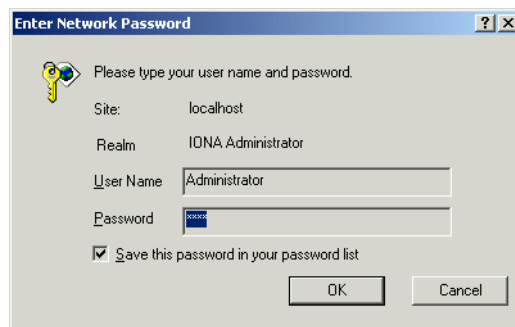 Enter Network Password
Please type your user name and password.
Site: localhost
Realm IONA Administrator
User Name Administrator
Password ****
Save this password in your password list
OK Cancel